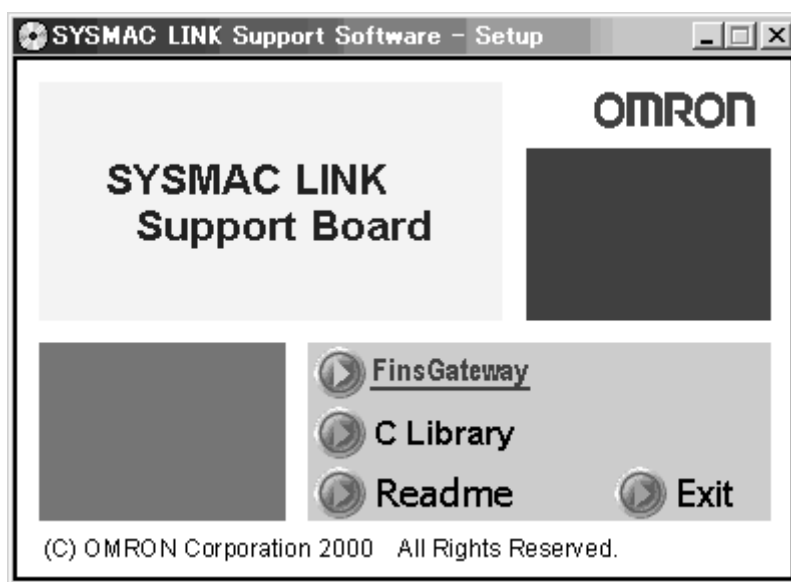 SYSMAC LINK Support Software - Setup
OMRON
SYSMAC LINK
Support Board
FinsGateway
C Library
Readme
Exit
(C) OMRON Corporation 2000 All Rights Reserved.